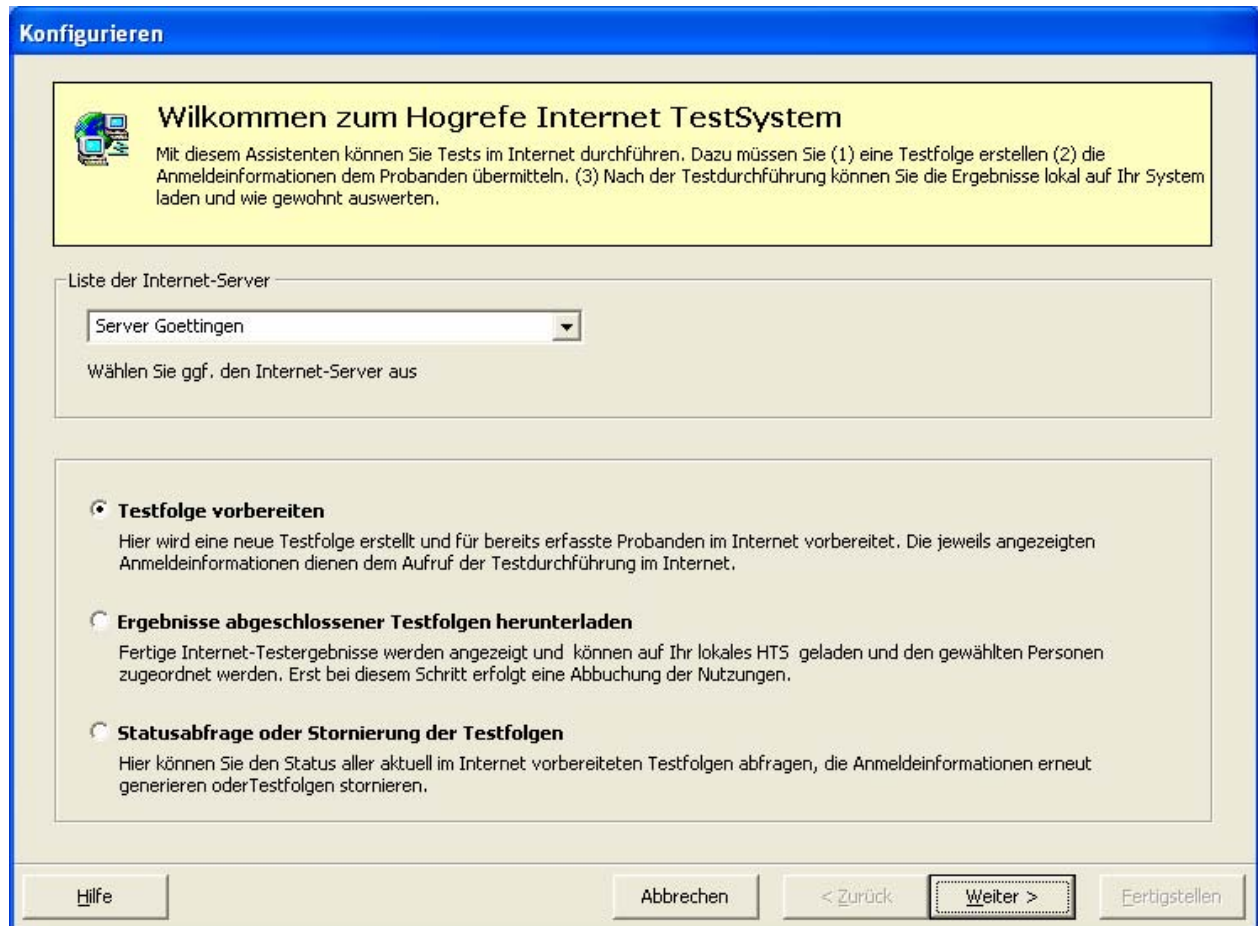 Konfigurieren
Wilkommen zum Hogrefe Internet TestSystem
Mit diesem Assistenten können Sie Tests im Internet durchführen. Dazu müssen Sie (1) eine Testfolge erstellen (2) die
Anmeldeinformationen dem Probanden übermitteln. (3) Nach der Testdurchführung können Sie die Ergebnisse lokal auf Ihr System
laden und wie gewohnt auswerten.
Liste der Internet-Server
Server Goettingen
Wählen Sie ggf. den Internet-Server aus
Testfolge vorbereiten
Hier wird eine neue Testfolge erstellt und für bereits erfasste Probanden im Internet vorbereitet. Die jeweils angezeigten
Anmeldeinformationen dienen dem Aufruf der Testdurchführung im Internet.
Ergebnisse abgeschlossener Testfolgen herunterladen
Fertige Internet-Testergebnisse werden angezeigt und können auf Ihr lokales HTS geladen und den gewählten Personen
zugeordnet werden. Erst bei diesem Schritt erfolgt eine Abbuchung der Nutzungen.
Statusabfrage oder Stornierung der Testfolgen
Hier können Sie den Status aller aktuell im Internet vorbereiteten Testfolgen abfragen, die Anmeldeinformationen erneut
generieren oderTestfolgen stornieren.
Hilfe Abbrechen < Zurück Weiter > Fertigstellen